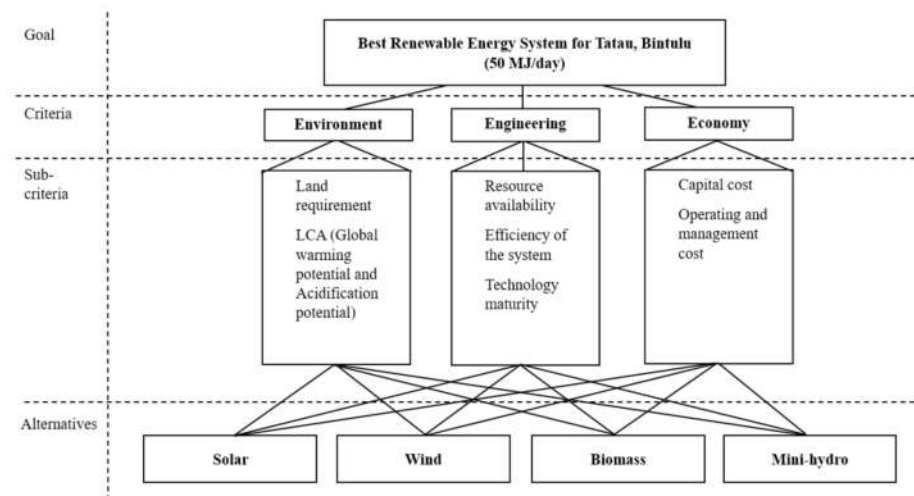 Goal
Best Renewable Energy System for Tatau, Bintulu
(50 MJ/day)
Criteria
Environment
Engineering
Economy
Sub-
criteria
Land
requirement
LCA (Global
warming
potential and
Acidification
potential)
Resource
availability
Efficiency of
the system
Technology
maturity
Capital cost
Operating and
management
cost
Alternatives
Solar
Wind
Biomass
Mini-hydro